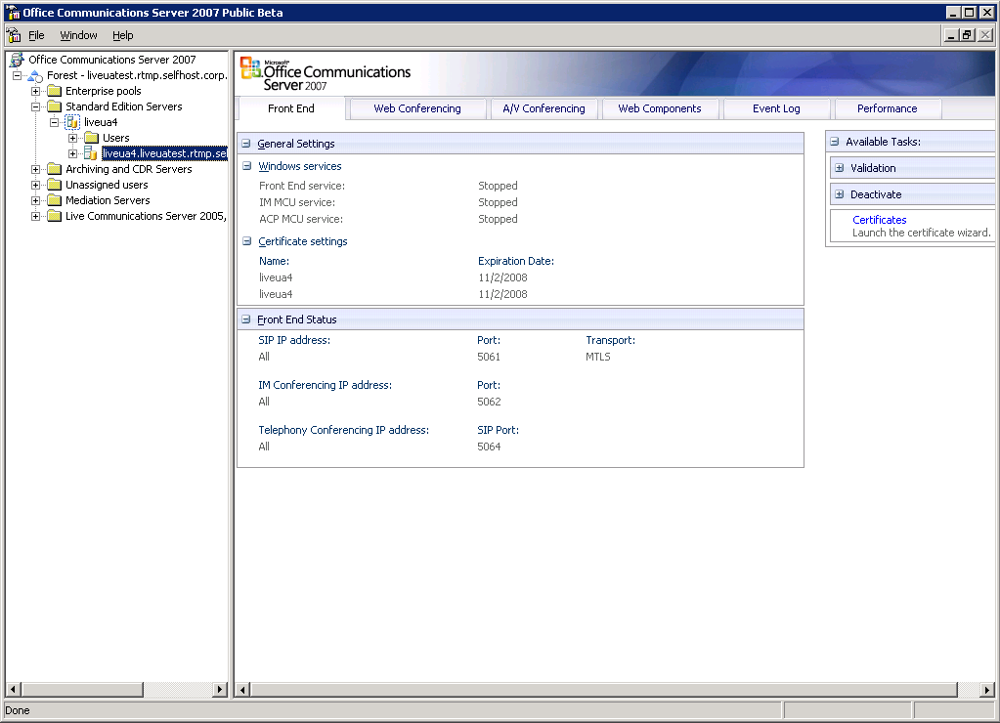 Office Communications Server 2007 Public Beta
File Window Help
Office Communications Server 2007
Forest - liveuatest.rtmp.selfhost.corp.
Enterprise pools
Standard Edition Servers
liveua4
Users
liveua4.liveuatest.rtmp.sel
Archiving and CDR Servers
Unassigned users
Mediation Servers
Live Communications Server 2005,
Microsoft
Office Communications
Server 2007
Front End Web Conferencing A/V Conferencing Web Components Event Log Performance
General Settings
Windows services
Front End service: Stopped
IM MCU service: Stopped
ACP MCU service: Stopped
Certificate settings
Name: Expiration Date:
liveua4 11/2/2008
liveua4 11/2/2008
Front End Status
SIP IP address: Port: Transport:
All 5061 MTLS
IM Conferencing IP address: Port:
All 5062
Telephony Conferencing IP address: SIP Port:
All 5064
Available Tasks:
Validation
Deactivate
Certificates
Launch the certificate wizard.
Done